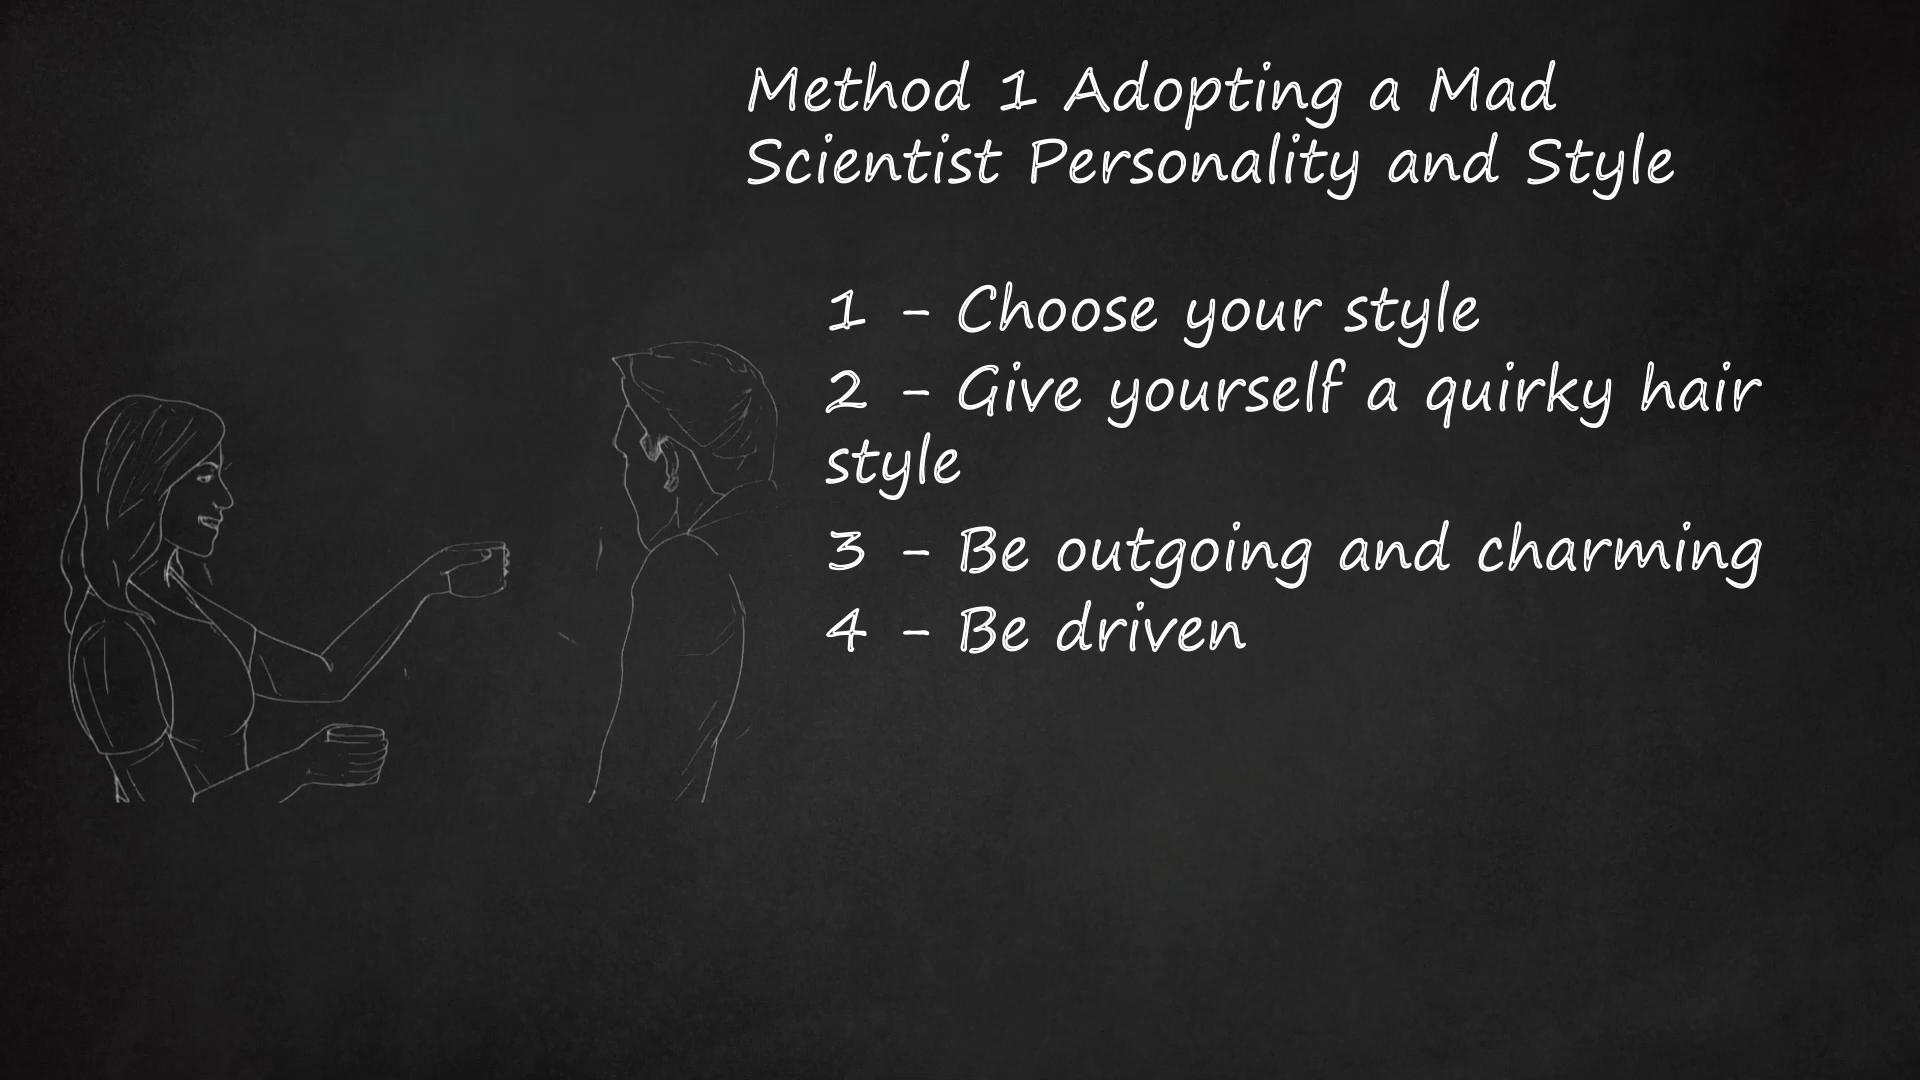 Method 1 Adopting a Mad
Scientist Personality and Style
1 - Choose your style
2 - Give yourself a quirky hair
style
3 - Be outgoing and charming
4 - Be driven